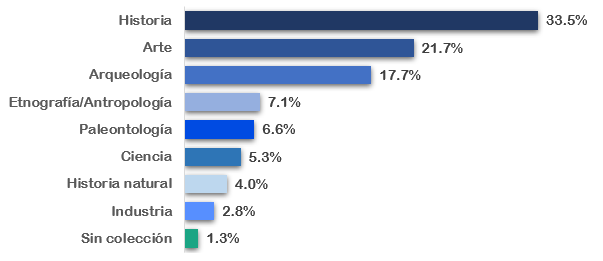 Historia 33.5%
Arte 21.7%
Arqueología 17.7%
Etnografía/Antropología 7.1%
Paleontología 6.6%
Ciencia 5.3%
Historia natural 4.0%
Industria 2.8%
Sin colección 1.3%